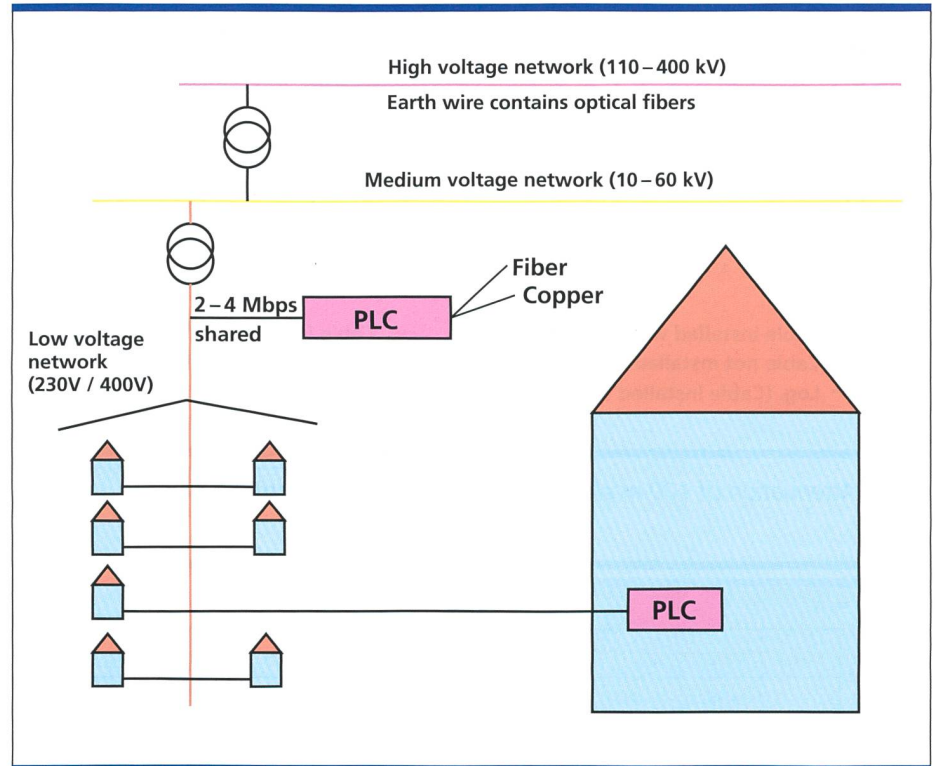 High voltage network (110–400 kV)
Earth wire contains optical fibers
Medium voltage network (10–60 kV)
Fiber
Copper
2–4 Mbps
shared
PLC
Low voltage
network
(230V / 400V)
PLC